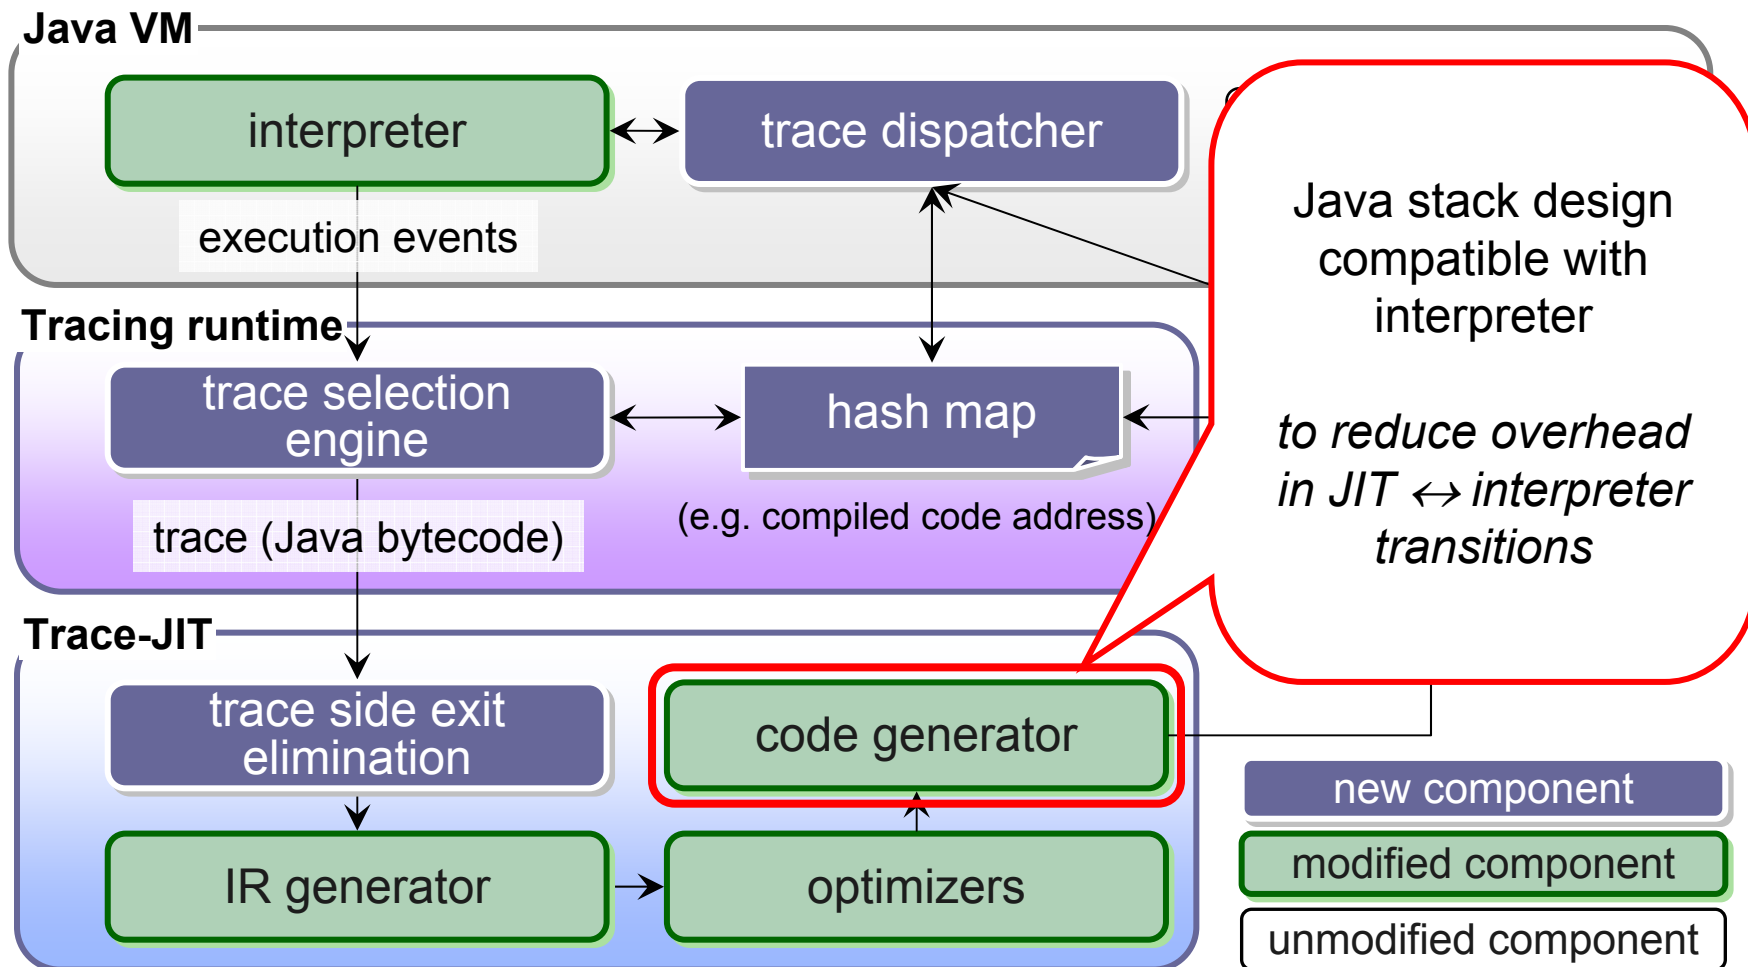 Java VM
interpreter
trace dispatcher
execution events
Java stack design
compatible with
interpreter
to reduce overhead
in JIT ↔ interpreter
transitions
Tracing runtime
trace selection
engine
hash map
(e.g. compiled code address)
trace (Java bytecode)
Trace-JIT
trace side exit
elimination
code generator
IR generator
optimizers
new component
modified component
unmodified component